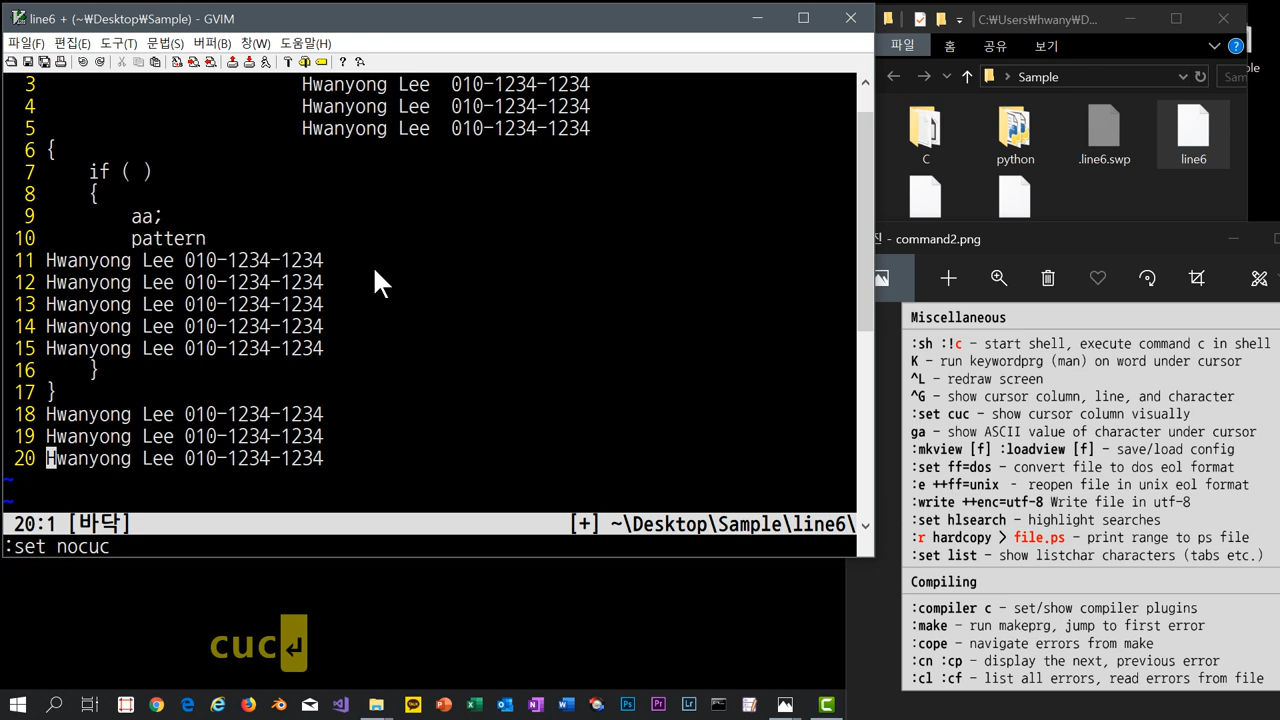 line6 + (~₩Desktop₩Sample) - GVIM
파일(F) 편집(E) 도구(T) 문법(S) 버퍼(B) 창(W) 도움말(H)
3 Hwanyong Lee 010-1234-1234
4 Hwanyong Lee 010-1234-1234
5 Hwanyong Lee 010-1234-1234
6 {
7 if ( )
8 {
9 aa;
10 pattern
11 Hwanyong Lee 010-1234-1234
12 Hwanyong Lee 010-1234-1234
13 Hwanyong Lee 010-1234-1234
14 Hwanyong Lee 010-1234-1234
15 Hwanyong Lee 010-1234-1234
16 }
17 }
18 Hwanyong Lee 010-1234-1234
19 Hwanyong Lee 010-1234-1234
20 Hwanyong Lee 010-1234-1234
~
~
20:1 [바닥] [+] ~\Desktop\Sample\line6\
:set nocuc
cuc↵
C:₩Users₩hwany₩D...
파일 홈 공유 보기
Sample
Sam
C
python
.line6.swp
line6
- command2.png
Miscellaneous
:sh :!c - start shell, execute command c in shell
K - run keywordprg (man) on word under cursor
^L - redraw screen
^G - show cursor column, line, and character
:set cuc - show cursor column visually
ga - show ASCII value of character under cursor
:mkview [f] :loadview [f] - save/load config
:set ff=dos - convert file to dos eol format
:e ++ff=unix - reopen file in unix eol format
:write ++enc=utf-8 Write file in utf-8
:set hlsearch - highlight searches
:r hardcopy > file.ps - print range to ps file
:set list - show listchar characters (tabs etc.)
Compiling
:compiler c - set/show compiler plugins
:make - run makeprg, jump to first error
:cope - navigate errors from make
:cn :cp - display the next, previous error
:cl :cf - list all errors, read errors from file